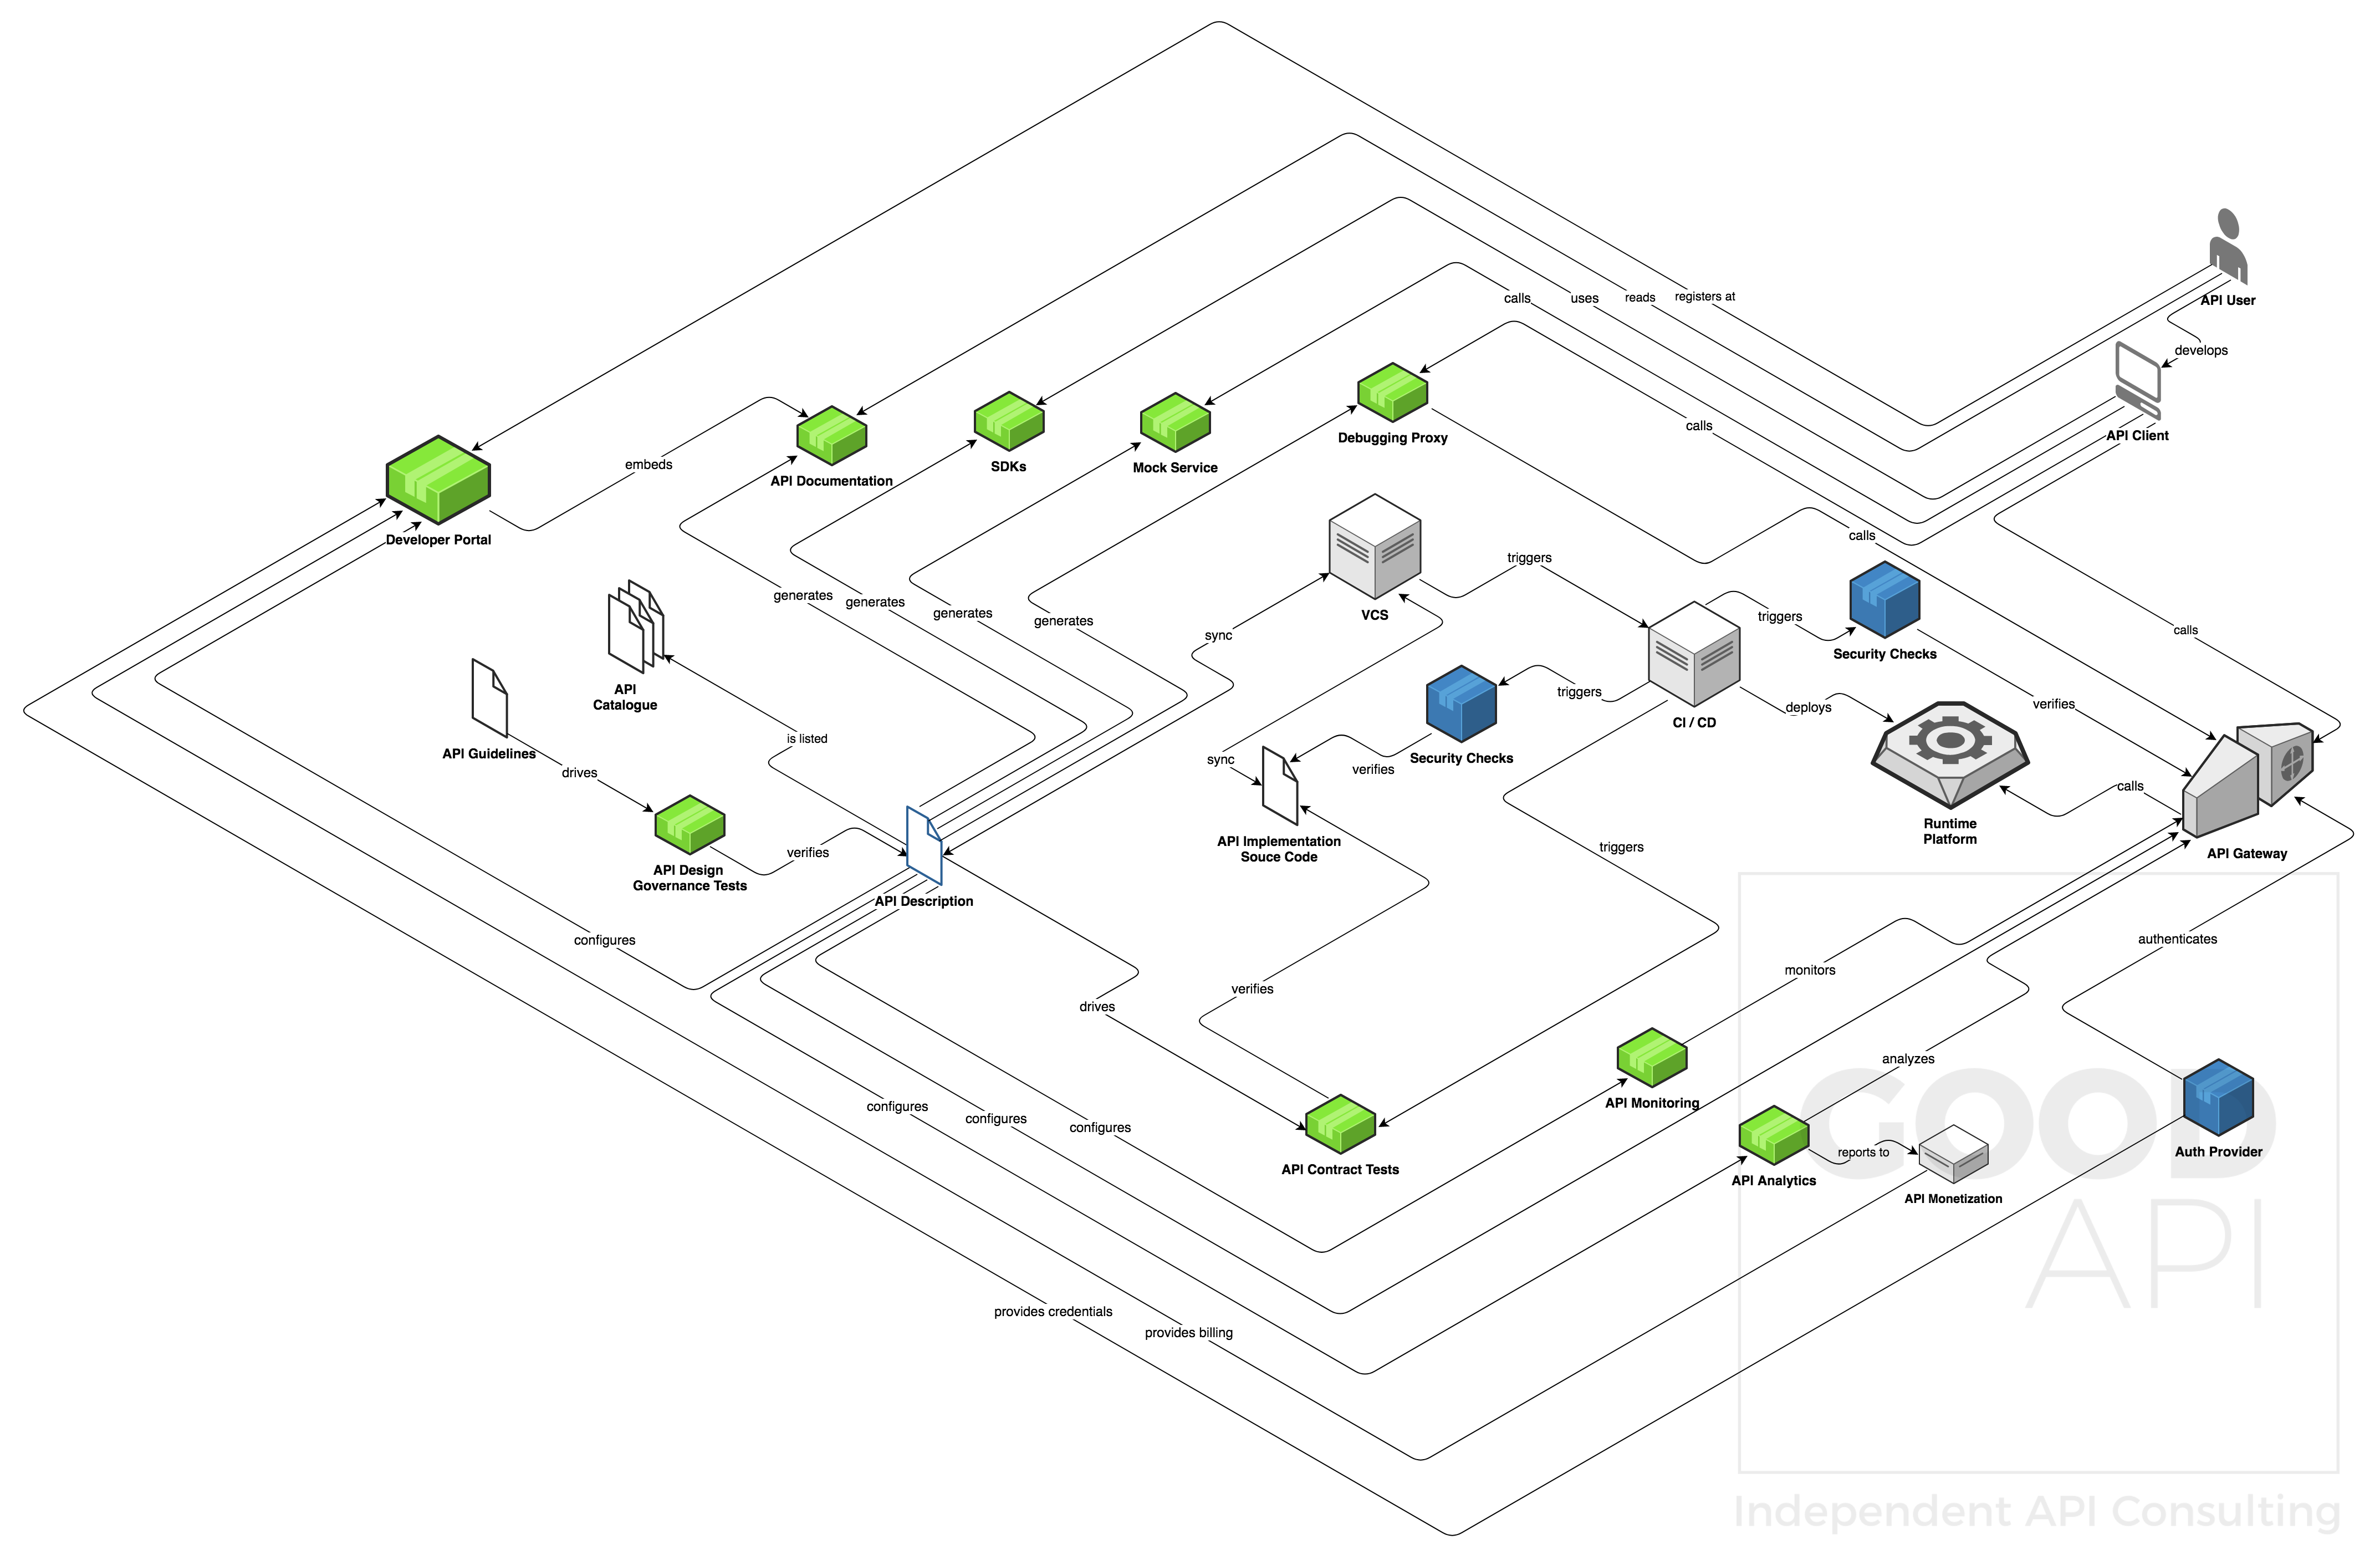 calls
uses
reads
registers at
API User
develops
API Client
calls
Debugging Proxy
embeds
API Documentation
SDKs
Mock Service
Developer Portal
calls
triggers
generates
generates
generates
generates
VCS
triggers
sync
calls
Security Checks
API
Catalogue
triggers
verifies
deploys
CI / CD
is listed
API Guidelines
sync
Security Checks
verifies
drives
calls
Runtime
Platform
API Implementation
Souce Code
triggers
verifies
API Gateway
API Design
Governance Tests
API Description
configures
authenticates
monitors
verifies
drives
analyzes
API Monitoring
configures
configures
configures
reports to
Auth Provider
API Contract Tests
API Analytics
API Monetization
provides credentials
provides billing
GOOD
API
Independent API Consulting